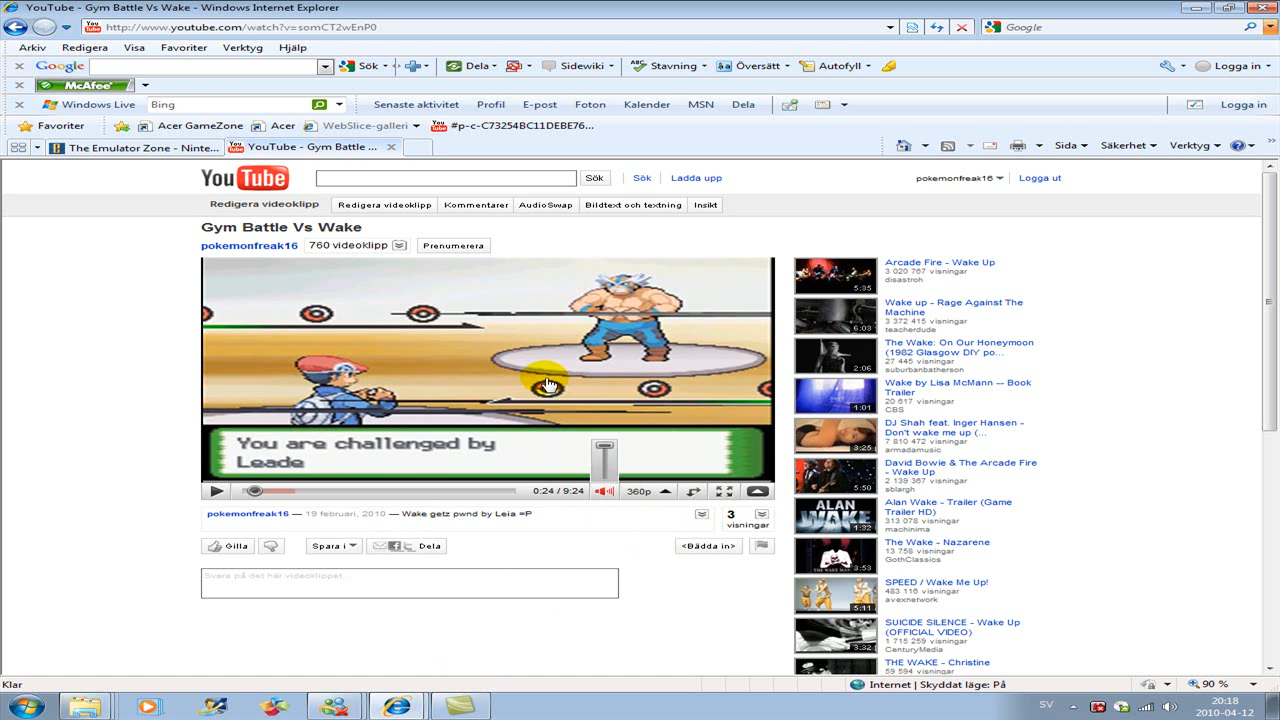 YouTube - Gym Battle Vs Wake - Windows Internet Explorer
http://www.youtube.com/watch?v=somCT2wEnP0
Google
Arkiv Redigera Visa Favoriter Verktyg Hjälp
Google Sök Dela Sidewiki Stavning Översätt Autofyll Logga in
McAfee
Windows Live Bing Senaste aktivitet Profil E-post Foton Kalender MSN Dela Logga in
Favoriter Acer GameZone Acer WebSlice-galleri #p-c-C73254BC11DEBE76...
The Emulator Zone - Ninte... YouTube - Gym Battle ... Sida Säkerhet Verktyg
YouTube Sök Sök Ladda upp pokemonfreak16 Logga ut
Redigera videoklipp Redigera videoklipp Kommentarer AudioSwap Bildtext och textning Insikt
Gym Battle Vs Wake
pokemonfreak16 760 videoklipp Prenumerera
You are challenged by
Leade
0:24 / 9:24 360p
pokemonfreak16 — 19 februari, 2010 — Wake getz pwnd by Leia =P
3
visningar
Gilla Spara i Dela <Bädda in>
Svara på det här videoklippet...
5:35
Arcade Fire - Wake Up
3 020 767 visningar
disastroh
6:03
Wake up - Rage Against The
Machine
3 372 415 visningar
teacherdude
2:06
The Wake: On Our Honeymoon
(1982 Glasgow DIY po...
27 445 visningar
suburbanbatherson
1:01
Wake by Lisa McMann -- Book
Trailer
20 617 visningar
CBS
3:25
DJ Shah feat. Inger Hansen -
Don't wake me up (...
7 810 472 visningar
armadamusic
5:50
David Bowie & The Arcade Fire
- Wake Up
2 139 367 visningar
sblargh
ALAN
WAKE
1:32
Alan Wake - Trailer (Game
Trailer HD)
313 078 visningar
machinima
3:53
The Wake - Nazarene
13 758 visningar
GothClassics
5:11
SPEED / Wake Me Up!
483 116 visningar
avexnetwork
3:32
SUICIDE SILENCE - Wake Up
(OFFICIAL VIDEO)
1 715 259 visningar
CenturyMedia
THE WAKE - Christine
59 594 visningar
Klar Internet | Skyddat läge: På 90 %
SV 20:18
2010-04-12